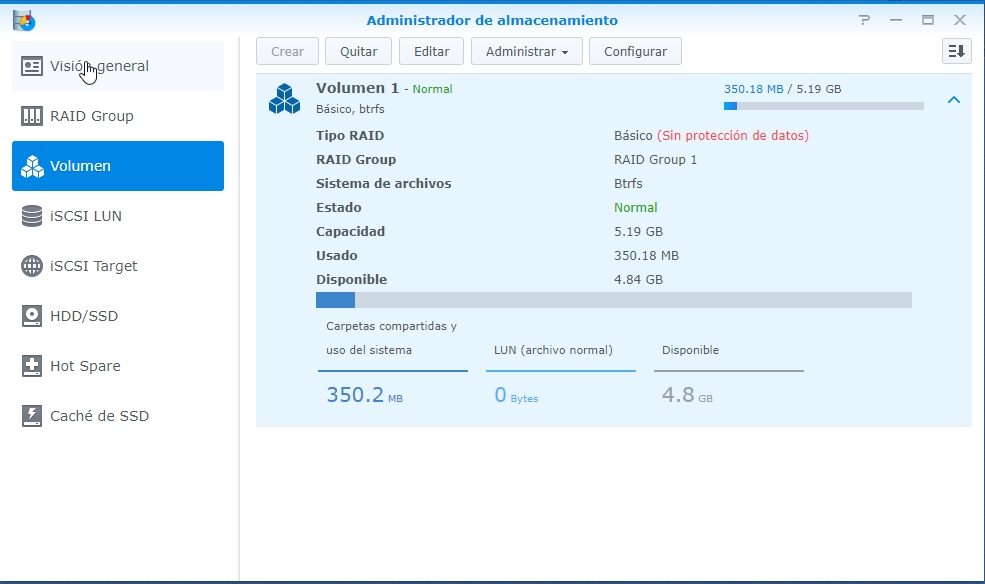 Administrador de almacenamiento
Visión general
RAID Group
Volumen
iSCSI LUN
iSCSI Target
HDD/SSD
Hot Spare
Caché de SSD
Crear Quitar Editar Administrar Configurar
Volumen 1 - Normal 350.18 MB / 5.19 GB
Básico, btrfs
Tipo RAID Básico (Sin protección de datos)
RAID Group RAID Group 1
Sistema de archivos Btrfs
Estado Normal
Capacidad 5.19 GB
Usado 350.18 MB
Disponible 4.84 GB
Carpetas compartidas y
uso del sistema LUN (archivo normal) Disponible
350.2 MB 0 Bytes 4.8 GB